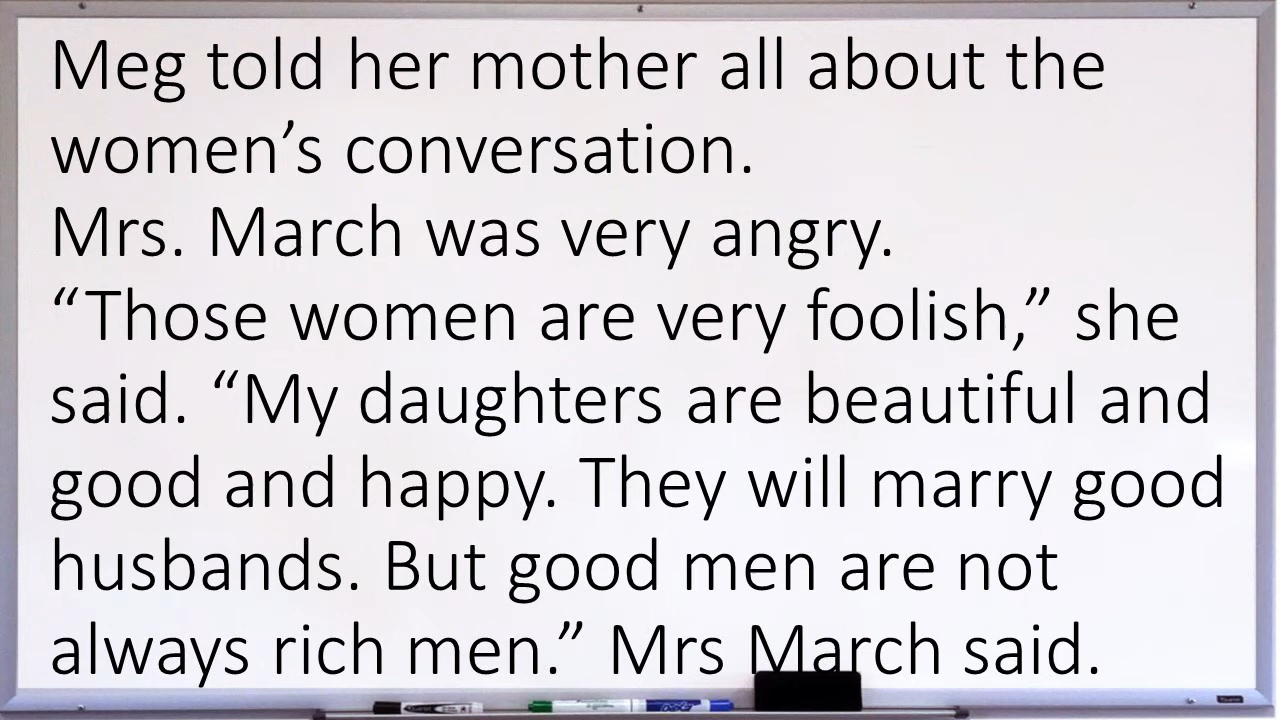 Meg told her mother all about the
women’s conversation.
Mrs. March was very angry.
“Those women are very foolish,” she
said. “My daughters are beautiful and
good and happy. They will marry good
husbands. But good men are not
always rich men.” Mrs March said.